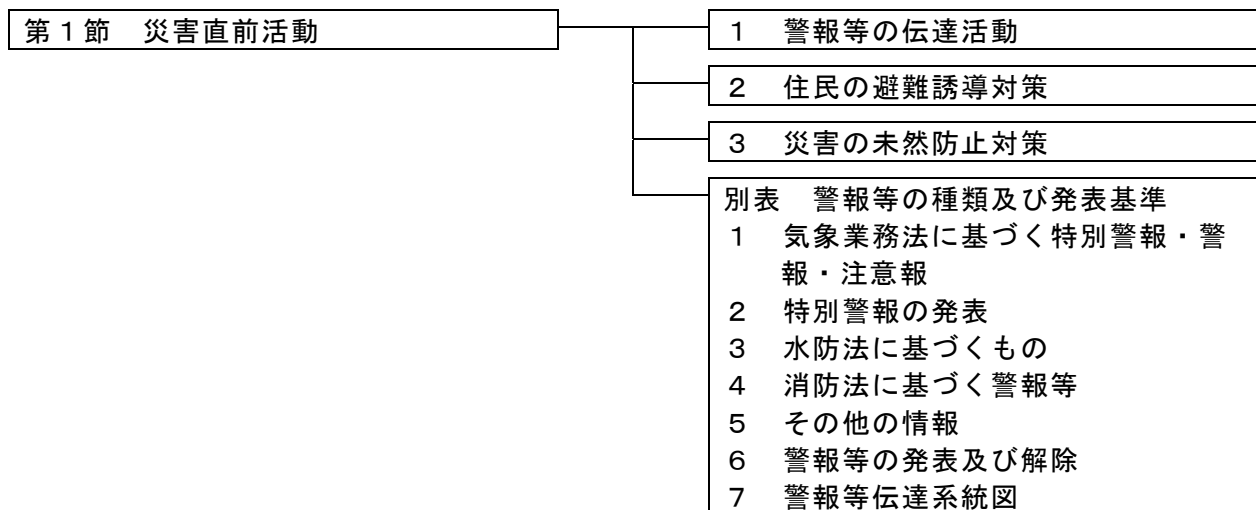 第1節　災害直前活動
１　警報等の伝達活動
２　住民の避難誘導対策
３　災害の未然防止対策
別表　警報等の種類及び発表基準
１　気象業務法に基づく特別警報・警
報・注意報
２　特別警報の発表
３　水防法に基づくもの
４　消防法に基づく警報等
５　その他の情報
６　警報等の発表及び解除
７　警報等伝達系統図